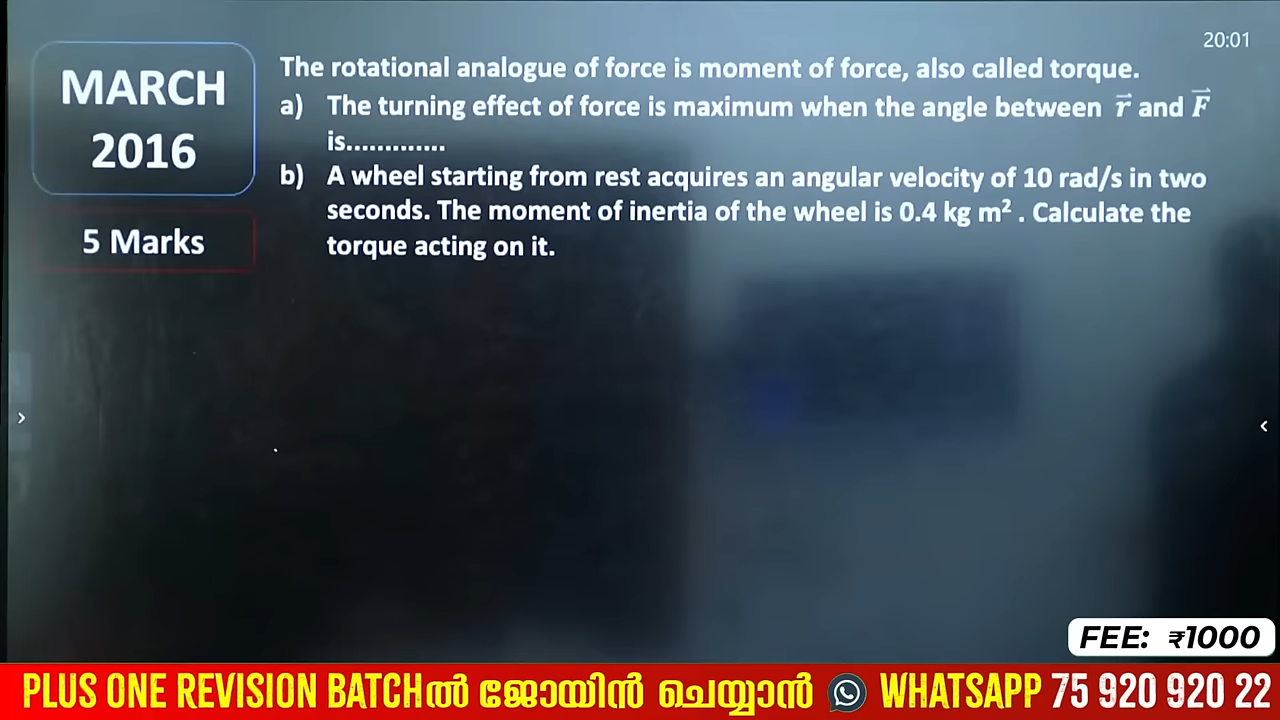 20:01
MARCH
2016
5 Marks
The rotational analogue of force is moment of force, also called torque.
a) The turning effect of force is maximum when the angle between r⃗ and F⃗
is.............
b) A wheel starting from rest acquires an angular velocity of 10 rad/s in two
seconds. The moment of inertia of the wheel is 0.4 kg m² . Calculate the
torque acting on it.
FEE: ₹1000
PLUS ONE REVISION BATCHൽ ജോയിൻ ചെയ്യാൻ WHATSAPP 75 920 920 22